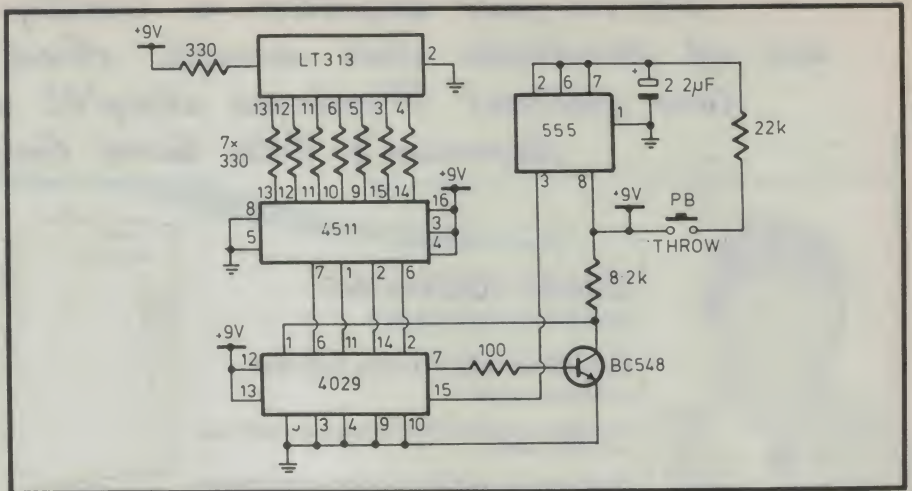 +9V
330
LT313
2
13 12 11 6 5 3 4
7×
330
13 12 11 10 9 15 14
8
5
4511
16
3
4
+9V
7 1 2 6
+9V
12
13
1 6 11 14 2
4029
7
15
3 4 9 10
100
BC548
8·2k
2 6 7
555
1
3 8
2 2µF
+
22k
+9V
PB
THROW